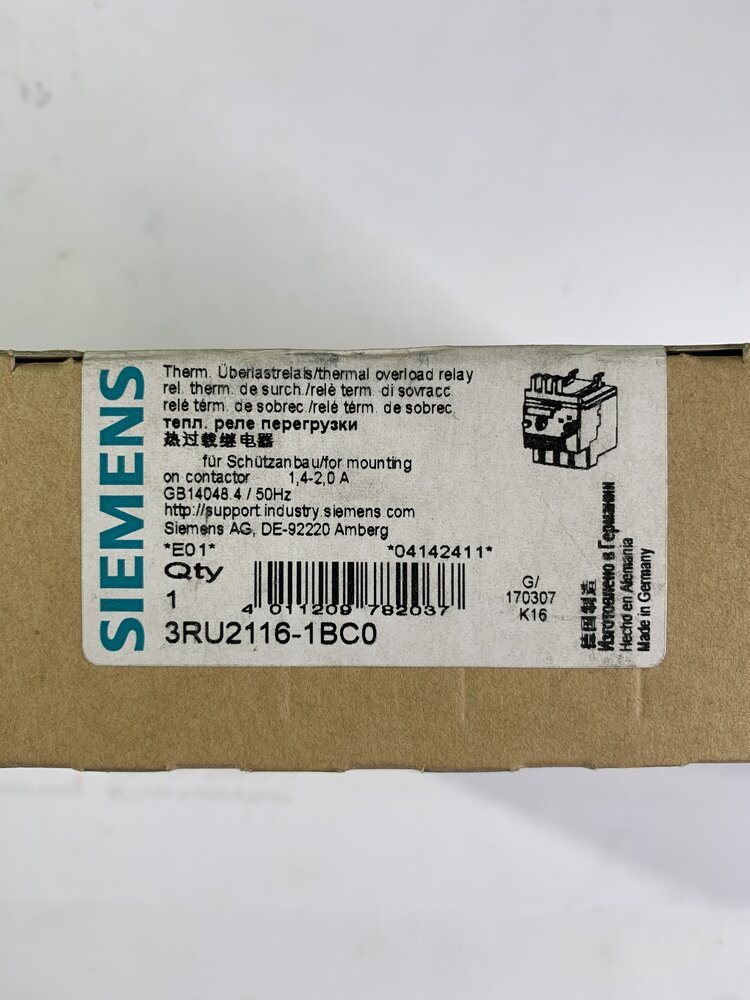 SIEMENS
Therm. Überlastrelais/thermal overload relay
rel. therm. de surch./relè term. di sovracc.
relé térm. de sobrec./relé térm. de sobrec.
тепл. реле перегрузки
热过载继电器
für Schützanbau/for mounting
on contactor 1,4-2,0 A
GB14048.4 / 50Hz
http://support.industry.siemens.com
Siemens AG, DE-92220 Amberg
*E01* *04142411*
Qty
1
4 011209 782037
3RU2116-1BC0
G/
170307
K16
德国制造
Изготовлено в Германии
Hecho en Alemania
Made in Germany